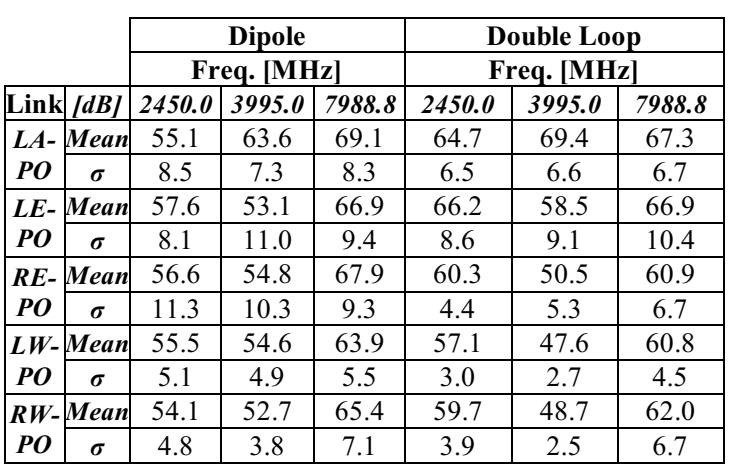 Dipole Double Loop
Freq. [MHz] Freq. [MHz]
Link [dB] 2450.0 3995.0 7988.8 2450.0 3995.0 7988.8
LA-PO Mean 55.1 63.6 69.1 64.7 69.4 67.3
σ 8.5 7.3 8.3 6.5 6.6 6.7
LE-PO Mean 57.6 53.1 66.9 66.2 58.5 66.9
σ 8.1 11.0 9.4 8.6 9.1 10.4
RE-PO Mean 56.6 54.8 67.9 60.3 50.5 60.9
σ 11.3 10.3 9.3 4.4 5.3 6.7
LW-PO Mean 55.5 54.6 63.9 57.1 47.6 60.8
σ 5.1 4.9 5.5 3.0 2.7 4.5
RW-PO Mean 54.1 52.7 65.4 59.7 48.7 62.0
σ 4.8 3.8 7.1 3.9 2.5 6.7